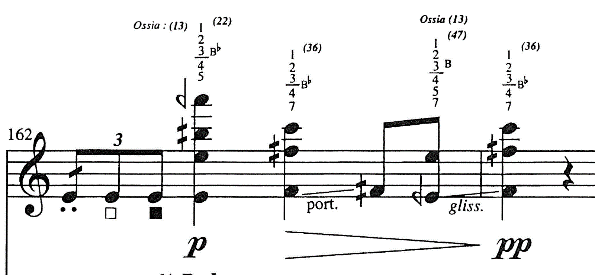 Ossia : (13) (22)
Ossia (13)
(47)
1
2
3 B♭
4
5
(36)
1
2
3 B♭
4
7
1
2
3 B
4
5
7
(36)
1
2
3 B♭
4
7
162
3
port.
gliss.
p
pp